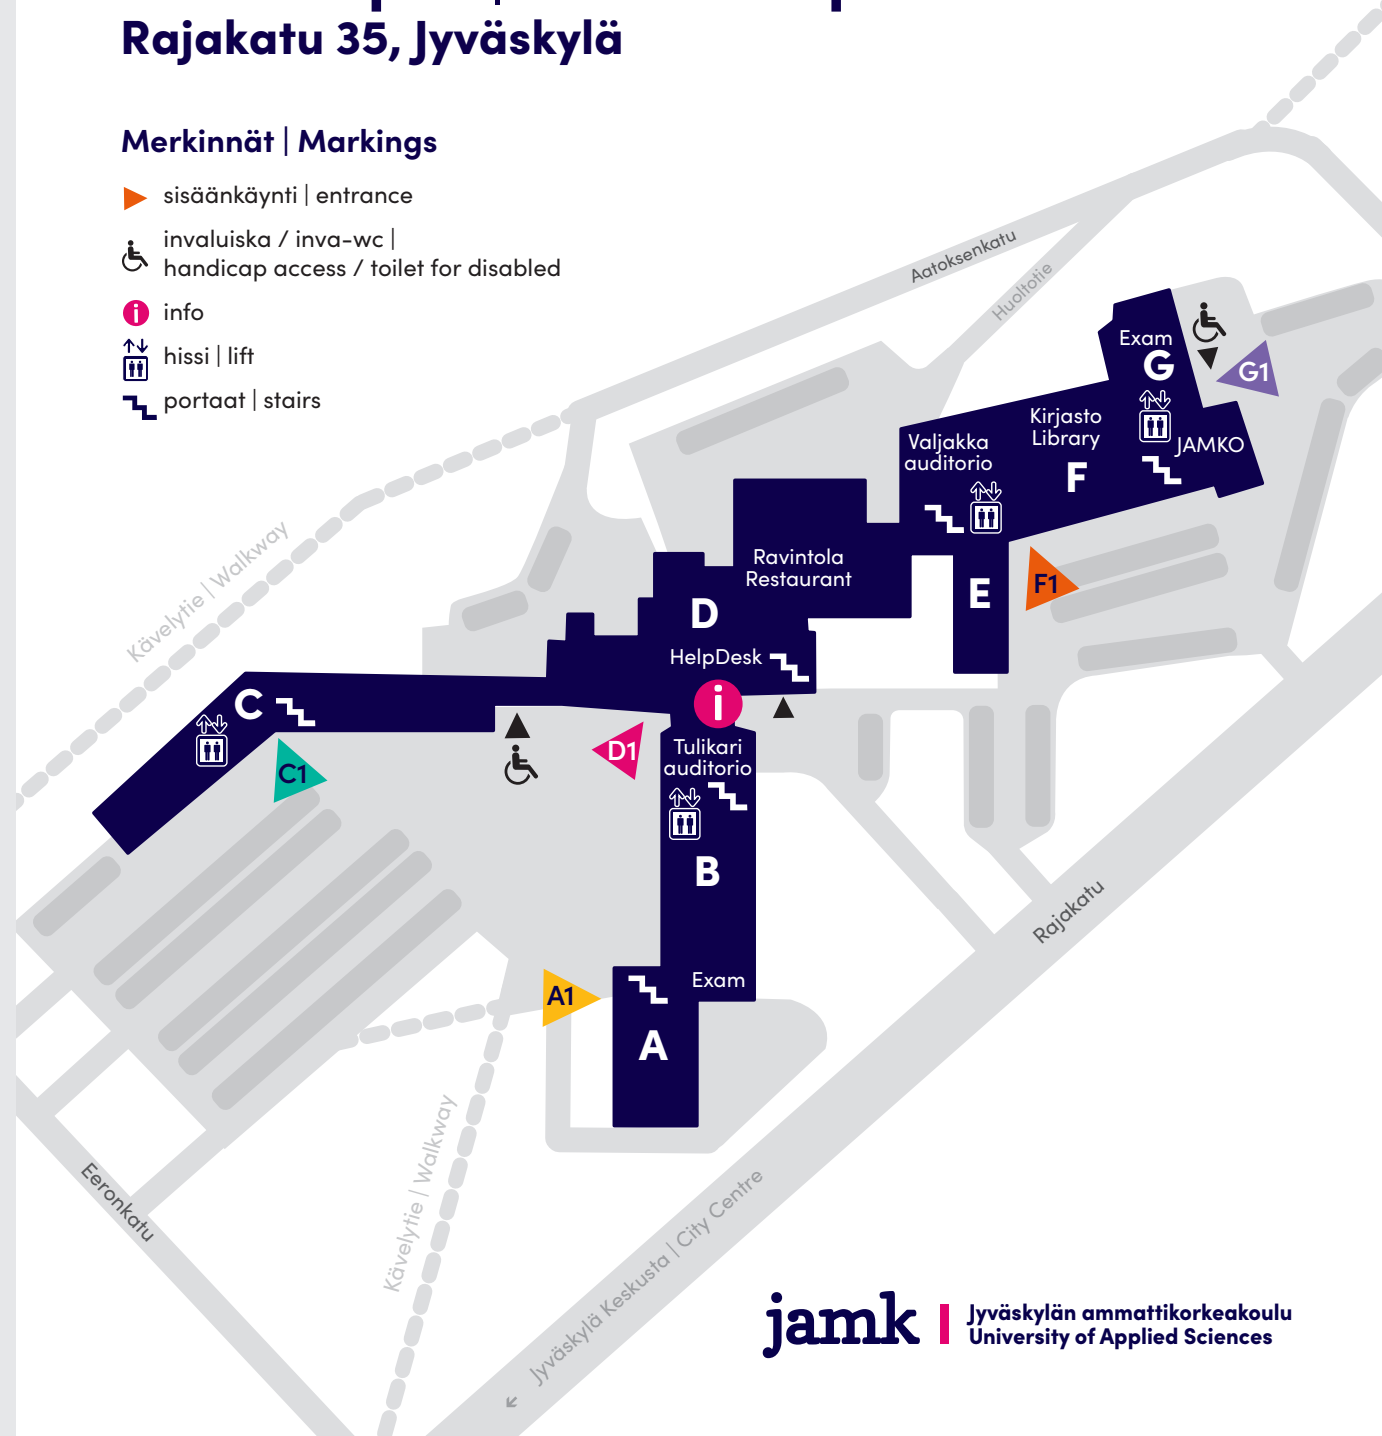 Rajakatu 35, Jyväskylä
Merkinnät | Markings
sisäänkäynti | entrance
invaluiska / inva-wc |
handicap access / toilet for disabled
i
info
hissi | lift
portaat | stairs
Aatoksenkatu
Huoltotie
Exam
G
G1
Kirjasto
Library
JAMKO
Valjakka
auditorio
F
Kävelytie | Walkway
Ravintola
Restaurant
E
F1
D
HelpDesk
i
C
D1
Tulikari
auditorio
C1
B
Rajakatu
Exam
A1
A
Kävelytie | Walkway
Eeronkatu
Jyväskylä Keskusta | City Centre
jamk
Jyväskylän ammattikorkeakoulu
University of Applied Sciences